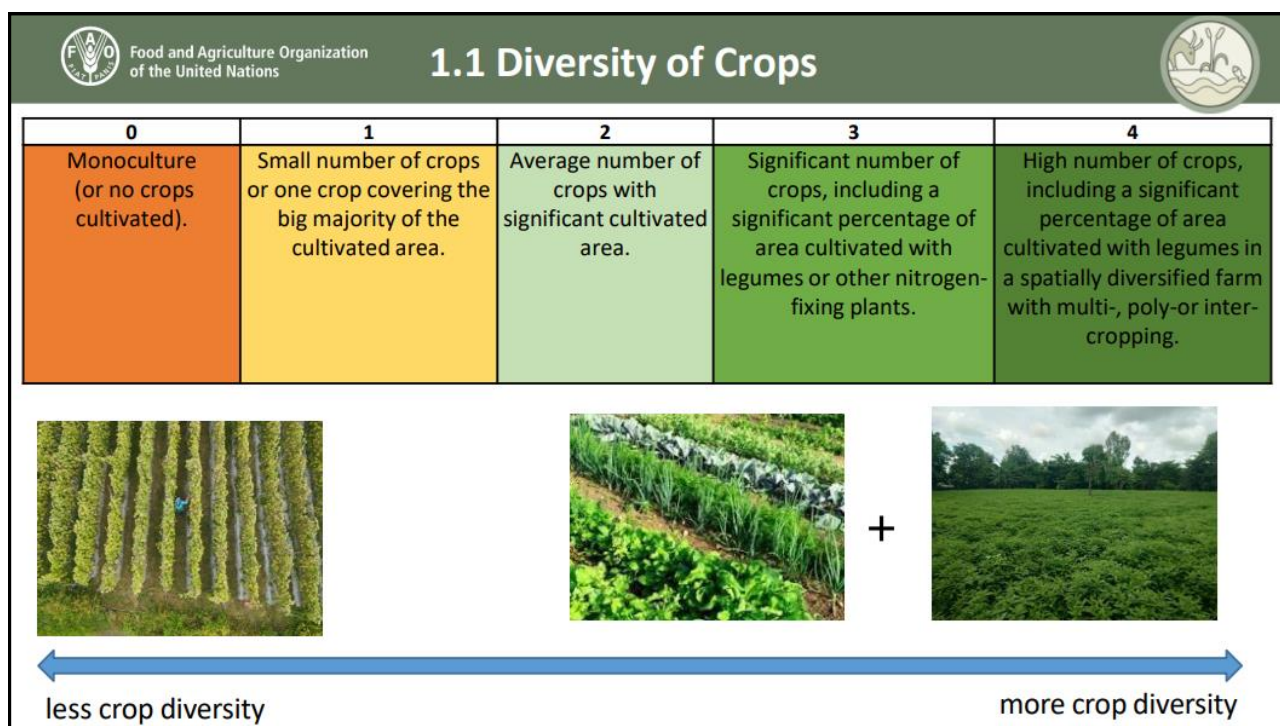 Food and Agriculture Organization
of the United Nations
1.1 Diversity of Crops
0
1
2
3
4
Monoculture
(or no crops
cultivated).
Small number of crops
or one crop covering the
big majority of the
cultivated area.
Average number of
crops with
significant cultivated
area.
Significant number of
crops, including a
significant percentage of
area cultivated with
legumes or other nitrogen-
fixing plants.
High number of crops,
including a significant
percentage of area
cultivated with legumes in
a spatially diversified farm
with multi-, poly-or inter-
cropping.
+
less crop diversity
more crop diversity